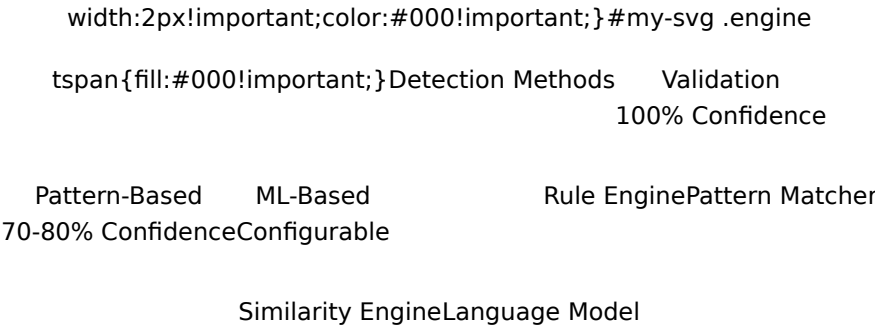 width:2px!important;color:#000!important;}#my-svg .engine
tspan{fill:#000!important;}Detection Methods Validation
100% Confidence
Pattern-Based ML-Based Rule EnginePattern Matcher
70-80% ConfidenceConfigurable
Similarity EngineLanguage Model